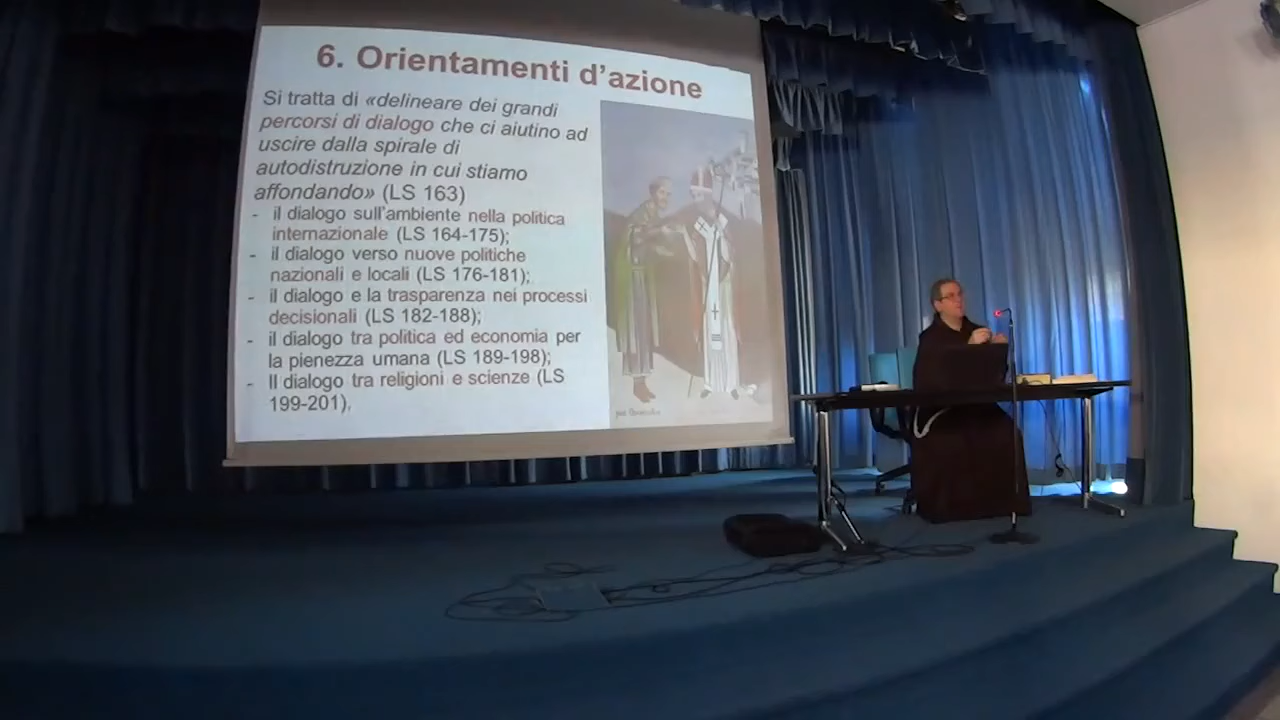 6. Orientamenti d'azione
Si tratta di «delineare dei grandi
percorsi di dialogo che ci aiutino ad
uscire dalla spirale di
autodistruzione in cui stiamo
affondando» (LS 163)
- il dialogo sull'ambiente nella politica
internazionale (LS 164-175);
- il dialogo verso nuove politiche
nazionali e locali (LS 176-181);
- il dialogo e la trasparenza nei processi
decisionali (LS 182-188);
- il dialogo tra politica ed economia per
la pienezza umana (LS 189-198);
- Il dialogo tra religioni e scienze (LS
199-201).